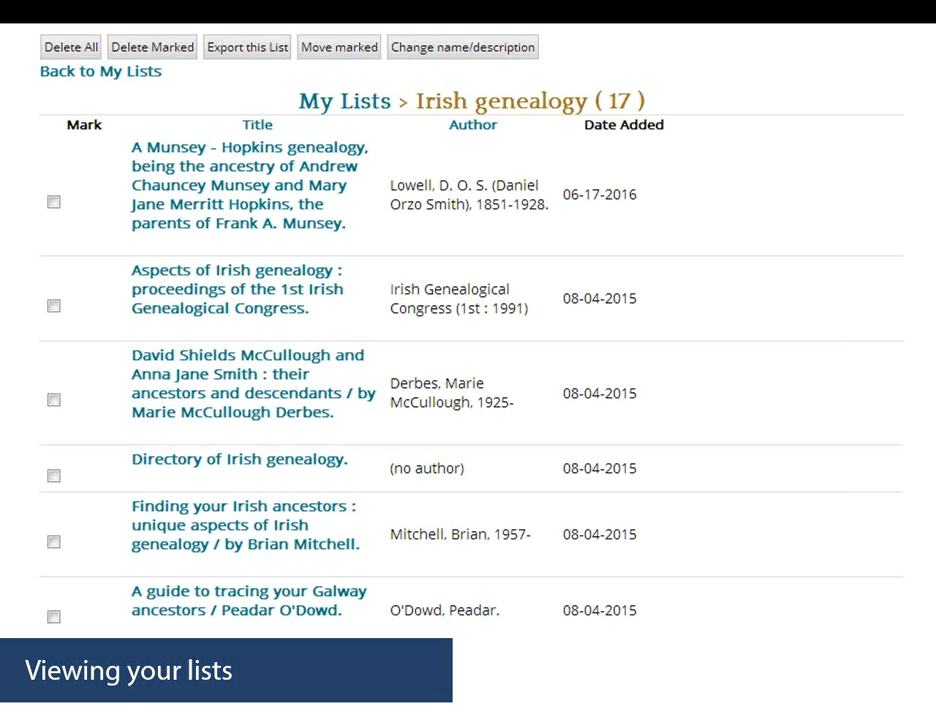 Delete All Delete Marked Export this List Move marked Change name/description
Back to My Lists
My Lists > Irish genealogy ( 17 )
Mark Title Author Date Added
A Munsey - Hopkins genealogy,
being the ancestry of Andrew
Chauncey Munsey and Mary
Jane Merritt Hopkins, the
parents of Frank A. Munsey.
Lowell, D. O. S. (Daniel
Orzo Smith), 1851-1928.
06-17-2016
Aspects of Irish genealogy :
proceedings of the 1st Irish
Genealogical Congress.
Irish Genealogical
Congress (1st : 1991)
08-04-2015
David Shields McCullough and
Anna Jane Smith : their
ancestors and descendants / by
Marie McCullough Derbes.
Derbes, Marie
McCullough, 1925-
08-04-2015
Directory of Irish genealogy.
(no author)
08-04-2015
Finding your Irish ancestors :
unique aspects of Irish
genealogy / by Brian Mitchell.
Mitchell, Brian, 1957-
08-04-2015
A guide to tracing your Galway
ancestors / Peadar O'Dowd.
O'Dowd, Peadar.
08-04-2015
Viewing your lists